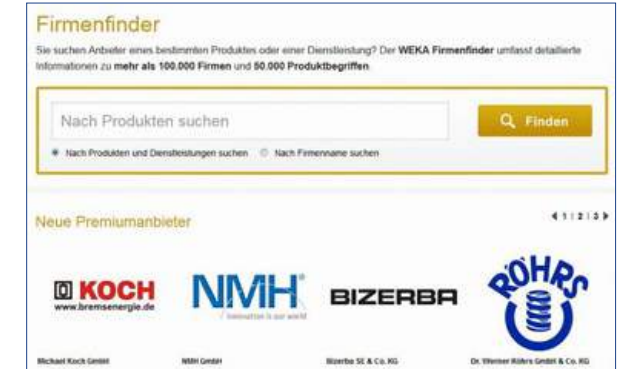 Firmenfinder
Sie suchen Anbieter eines bestimmten Produktes oder einer Dienstleistung? Der WEKA Firmenfinder umfasst detaillierte
Informationen zu mehr als 100.000 Firmen und 50.000 Produktbegriffen.
Nach Produkten suchen
Finden
Nach Produkten und Dienstleistungen suchen Nach Firmenname suchen
Neue Premiumanbieter
1 | 2 | 3
KOCH
www.bremsenergie.de
NMH®
innovation is our world
BIZERBA
RÖHRS
Michael Koch GmbH
NMH GmbH
Bizerba SE & Co. KG
Dr. Werner Röhrs GmbH & Co. KG